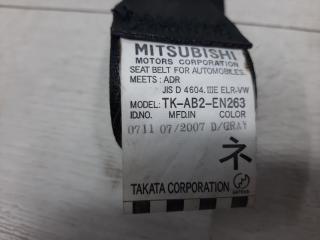 MITSUBISHI
MOTORS CORPORATION
SEAT BELT FOR AUTOMOBILES.
MEETS: ADR
JIS D 4604. IIIE ELR-VW
MODEL: TK-AB2-EN263
ID.NO. MFD.IN COLOR
0711 07/2007 D/GRAY
ネ
TAKATA CORPORATION